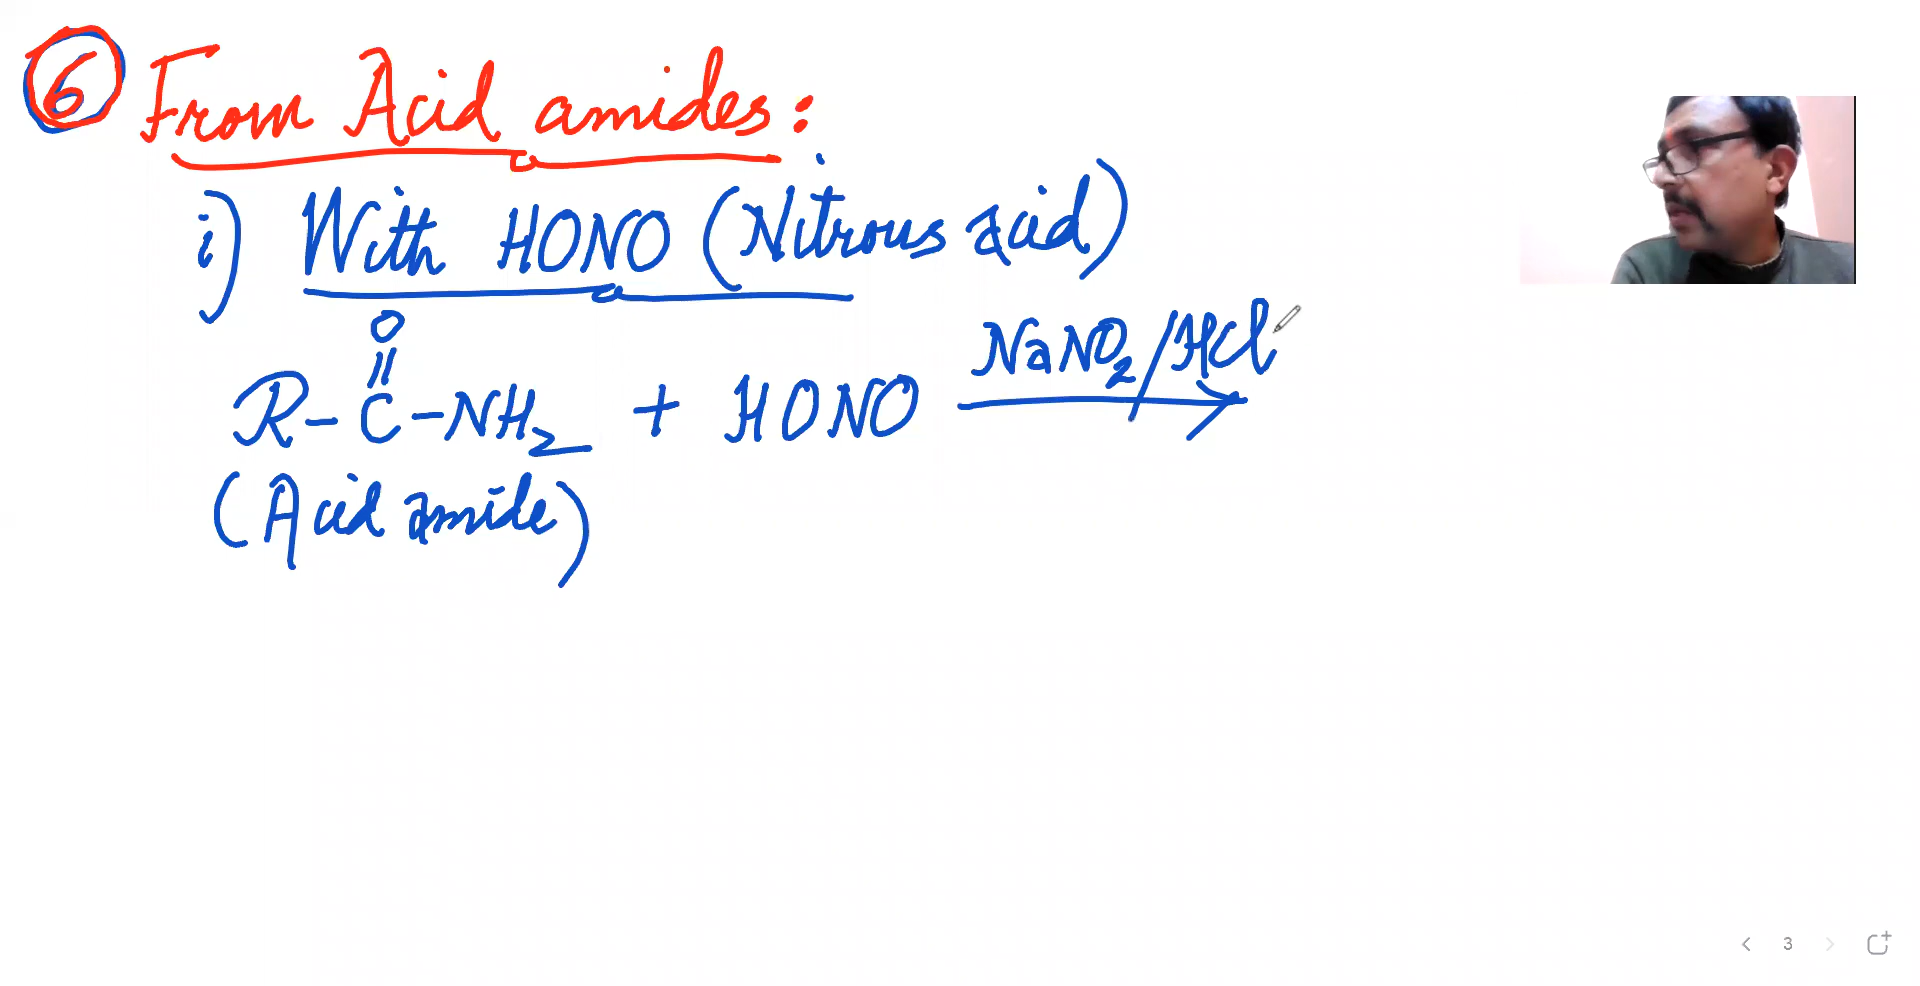 6 From Acid amides:
i) With HONO (Nitrous acid)
O
||
R-C-NH₂ + HONO NaNO₂/HCl →
(Acid amide)
3